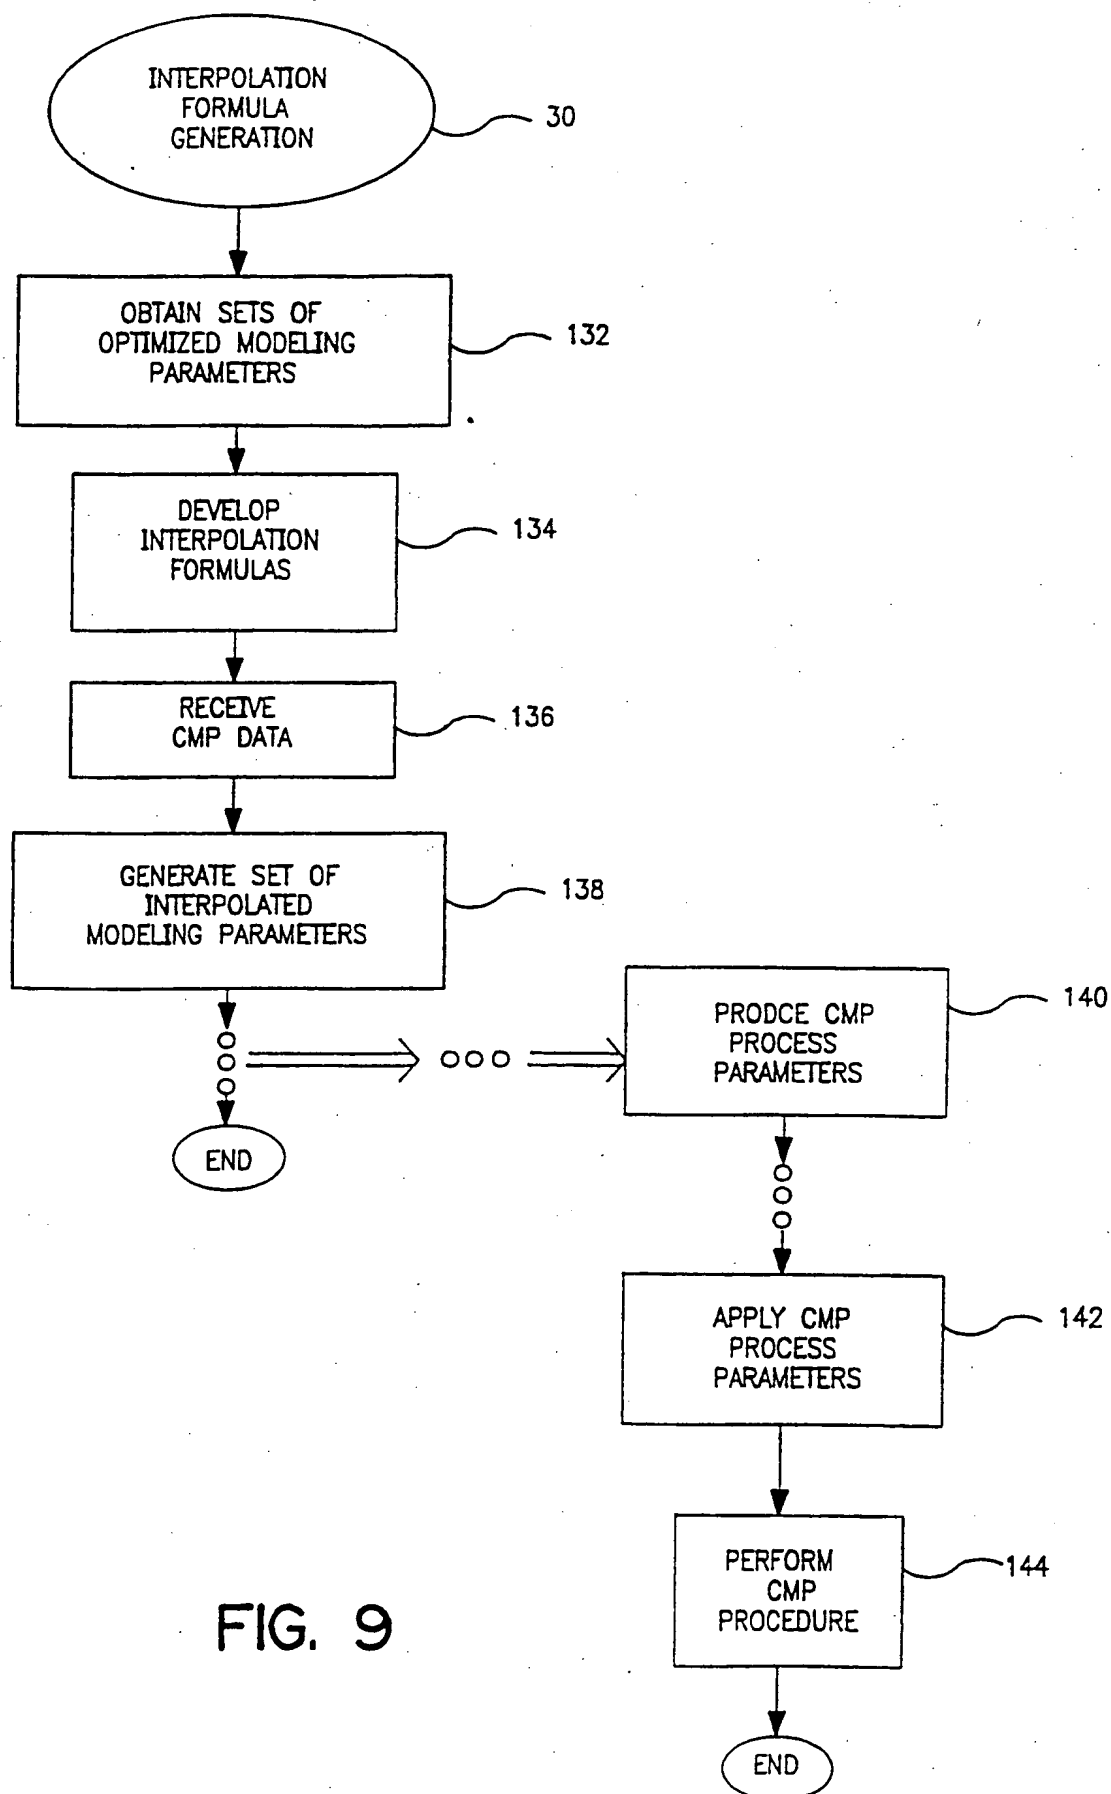 INTERPOLATION
FORMULA
GENERATION
30
OBTAIN SETS OF
OPTIMIZED MODELING
PARAMETERS
132
DEVELOP
INTERPOLATION
FORMULAS
134
RECEIVE
CMP DATA
136
GENERATE SET OF
INTERPOLATED
MODELING PARAMETERS
138
END
PRODCE CMP
PROCESS
PARAMETERS
140
APPLY CMP
PROCESS
PARAMETERS
142
PERFORM
CMP
PROCEDURE
144
END
FIG. 9